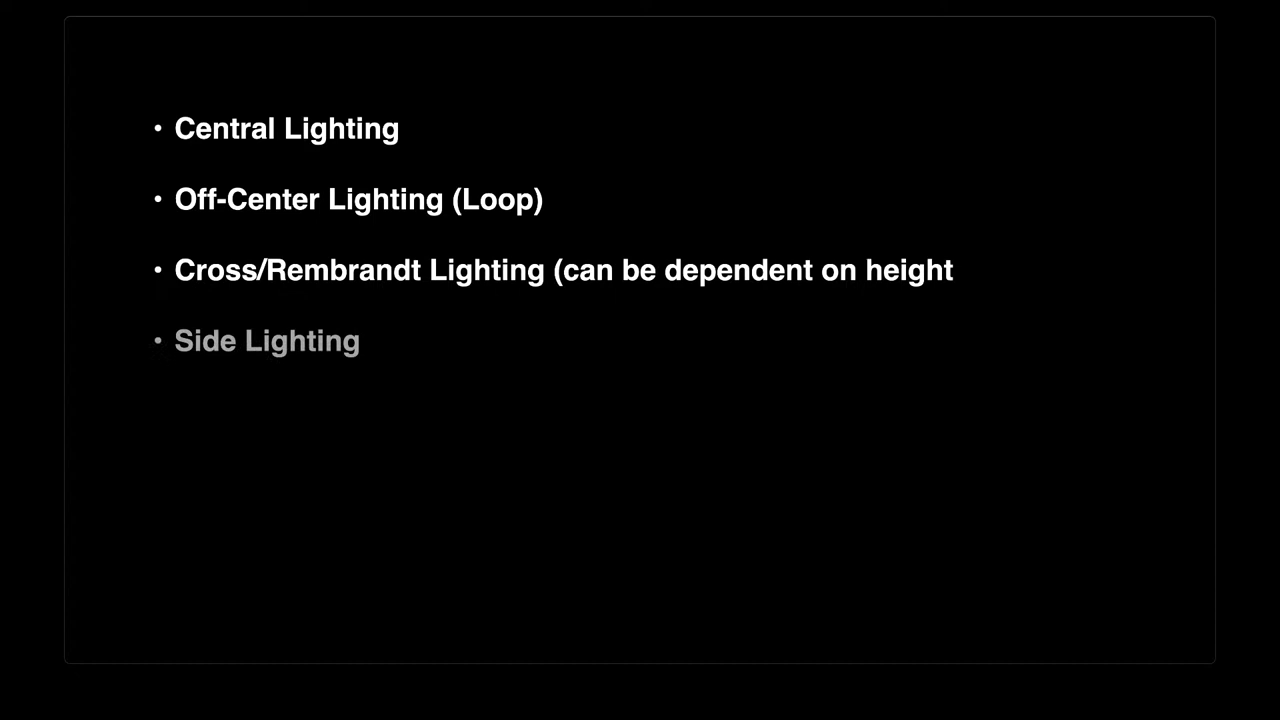 • Central Lighting
• Off-Center Lighting (Loop)
• Cross/Rembrandt Lighting (can be dependent on height
• Side Lighting